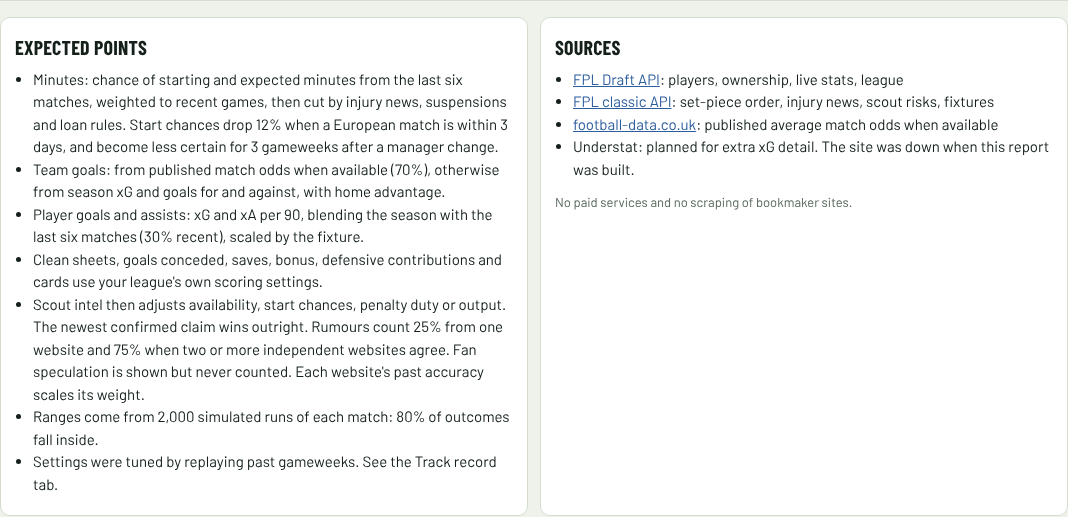 EXPECTED POINTS
• Minutes: chance of starting and expected minutes from the last six
matches, weighted to recent games, then cut by injury news, suspensions
and loan rules. Start chances drop 12% when a European match is within 3
days, and become less certain for 3 gameweeks after a manager change.
• Team goals: from published match odds when available (70%), otherwise
from season xG and goals for and against, with home advantage.
• Player goals and assists: xG and xA per 90, blending the season with the
last six matches (30% recent), scaled by the fixture.
• Clean sheets, goals conceded, saves, bonus, defensive contributions and
cards use your league's own scoring settings.
• Scout intel then adjusts availability, start chances, penalty duty or output.
The newest confirmed claim wins outright. Rumours count 25% from one
website and 75% when two or more independent websites agree. Fan
speculation is shown but never counted. Each website's past accuracy
scales its weight.
• Ranges come from 2,000 simulated runs of each match: 80% of outcomes
fall inside.
• Settings were tuned by replaying past gameweeks. See the Track record
tab.
SOURCES
• FPL Draft API: players, ownership, live stats, league
• FPL classic API: set-piece order, injury news, scout risks, fixtures
• football-data.co.uk: published average match odds when available
• Understat: planned for extra xG detail. The site was down when this report
was built.
No paid services and no scraping of bookmaker sites.